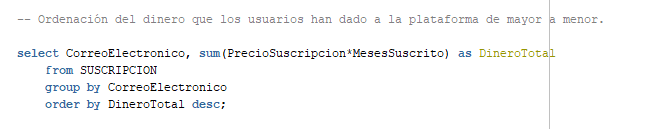 -- Ordenación del dinero que los usuarios han dado a la plataforma de mayor a menor.
select CorreoElectronico, sum(PrecioSuscripcion*MesesSuscrito) as DineroTotal
from SUSCRIPCION
group by CorreoElectronico
order by DineroTotal desc;